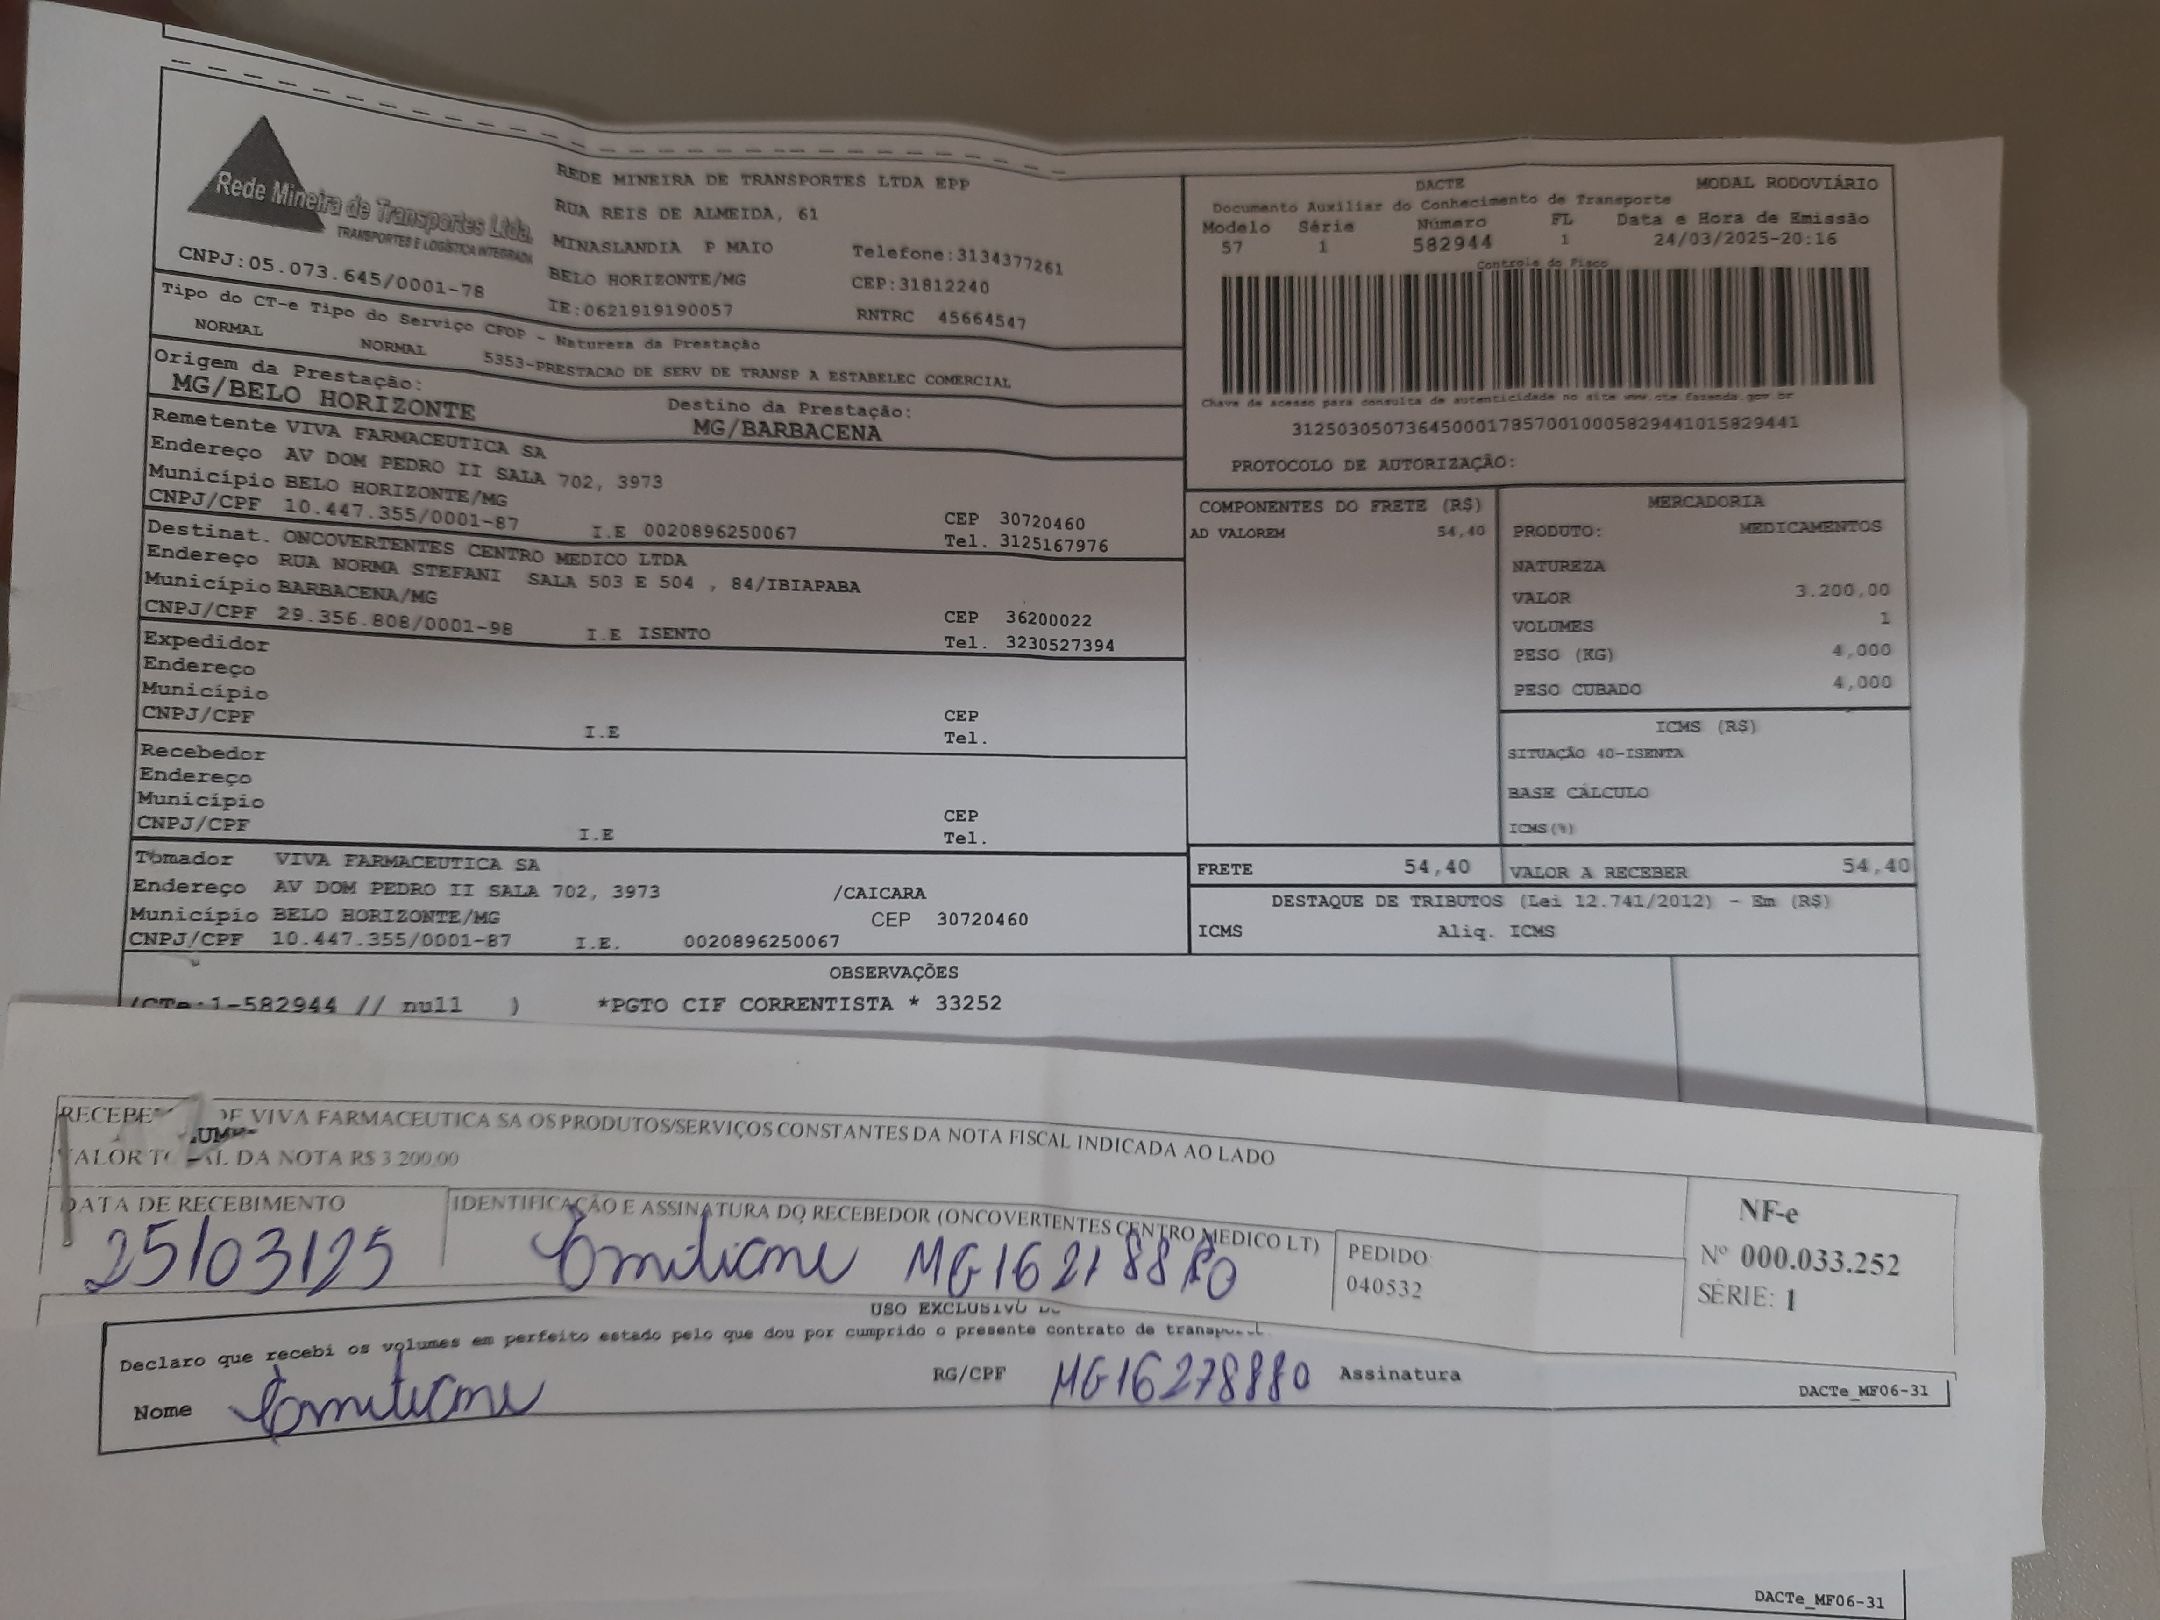 Rede Mineira de Transportes Ltda.
TRANSPORTES E LOGÍSTICA INTEGRADA
CNPJ:05.073.645/0001-78
REDE MINEIRA DE TRANSPORTES LTDA EPP
RUA REIS DE ALMEIDA, 61
MINASLANDIA P MAIO Telefone:3134377261
BELO HORIZONTE/MG CEP:31812240
IE:0621919190057 RNTRC 45664547
DACTE MODAL RODOVIÁRIO
Documento Auxiliar do Conhecimento de Transporte
Modelo Série Número FL Data e Hora de Emissão
57 1 582944 1 24/03/2025-20:16
Controle do Fisco
Chave de acesso para consulta de autenticidade no site www.cte.fazenda.gov.br
31250305073645000178570010005829441015829441
PROTOCOLO DE AUTORIZAÇÃO:
Tipo do CT-e Tipo do Serviço CFOP - Natureza da Prestação
NORMAL NORMAL 5353-PRESTACAO DE SERV DE TRANSP A ESTABELEC COMERCIAL
Origem da Prestação: Destino da Prestação:
MG/BELO HORIZONTE MG/BARBACENA
Remetente VIVA FARMACEUTICA SA
Endereço AV DOM PEDRO II SALA 702, 3973
Município BELO HORIZONTE/MG CEP 30720460
CNPJ/CPF 10.447.355/0001-87 I.E 0020896250067 Tel. 3125167976
Destinat. ONCOVERTENTES CENTRO MEDICO LTDA
Endereço RUA NORMA STEFANI SALA 503 E 504 , 84/IBIAPABA
Município BARBACENA/MG CEP 36200022
CNPJ/CPF 29.356.808/0001-98 I.E ISENTO Tel. 3230527394
Expedidor
Endereço
Município CEP
CNPJ/CPF I.E Tel.
Recebedor
Endereço
Município CEP
CNPJ/CPF I.E Tel.
Tomador VIVA FARMACEUTICA SA
Endereço AV DOM PEDRO II SALA 702, 3973 /CAICARA
Município BELO HORIZONTE/MG CEP 30720460
CNPJ/CPF 10.447.355/0001-87 I.E. 0020896250067
COMPONENTES DO FRETE (R$)
AD VALOREM 54,40
MERCADORIA
PRODUTO: MEDICAMENTOS
NATUREZA
VALOR 3.200,00
VOLUMES 1
PESO (KG) 4,000
PESO CUBADO 4,000
ICMS (R$)
SITUAÇÃO 40-ISENTA
BASE CÁLCULO
ICMS(%)
FRETE 54,40 VALOR A RECEBER 54,40
DESTAQUE DE TRIBUTOS (Lei 12.741/2012) - Em (R$)
ICMS Aliq. ICMS
OBSERVAÇÕES
(CTe:1-582944 // null ) *PGTO CIF CORRENTISTA * 33252
VIVA FARMACEUTICA SA OS PRODUTOS/SERVIÇOS CONSTANTES DA NOTA FISCAL INDICADA AO LADO
DA NOTA R$ 3.200,00
DATA DE RECEBIMENTO IDENTIFICAÇÃO E ASSINATURA DO RECEBEDOR (ONCOVERTENTES CENTRO MEDICO LT)
25/03/25 PEDIDO
040532
NF-e
Nº 000.033.252
SÉRIE: 1
USO EXCLUSIVO
Declaro que recebi os volumes em perfeito estado pelo que dou por cumprido o presente contrato de
Nome RG/CPF MG16278880 Assinatura
DACTe_MF06-31
DACTe_MF06-31